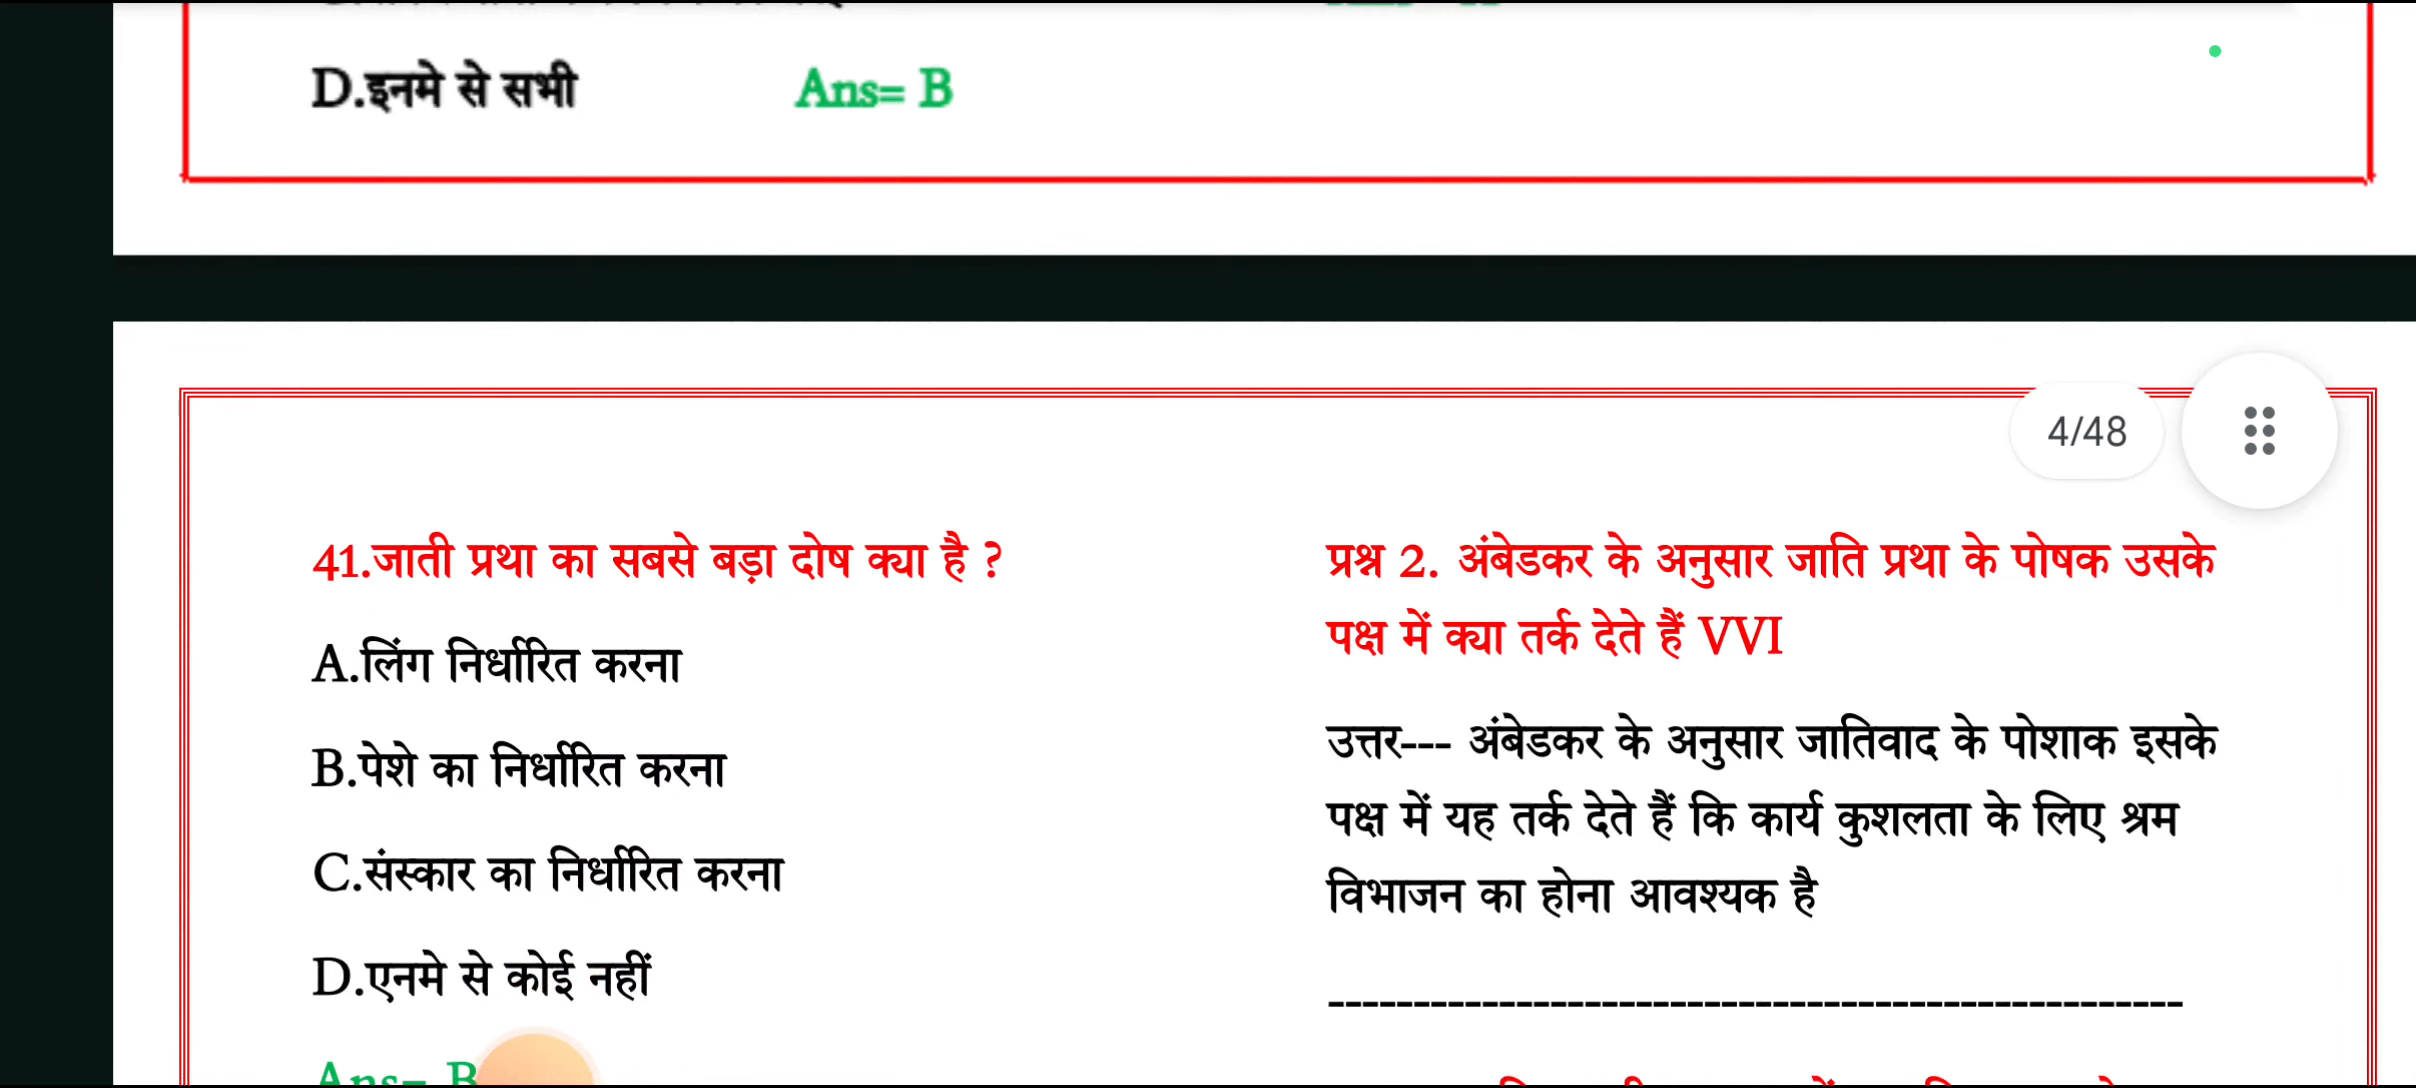 D.इनमे से सभी Ans= B
4/48
41.जाती प्रथा का सबसे बड़ा दोष क्या है ?
A.लिंग निर्धारित करना
B.पेशे का निर्धारित करना
C.संस्कार का निर्धारित करना
D.एनमे से कोई नहीं
Ans= B
प्रश्न 2. अंबेडकर के अनुसार जाति प्रथा के पोषक उसके
पक्ष में क्या तर्क देते हैं VVI
उत्तर--- अंबेडकर के अनुसार जातिवाद के पोशाक इसके
पक्ष में यह तर्क देते हैं कि कार्य कुशलता के लिए श्रम
विभाजन का होना आवश्यक है
---------------------------------------------------